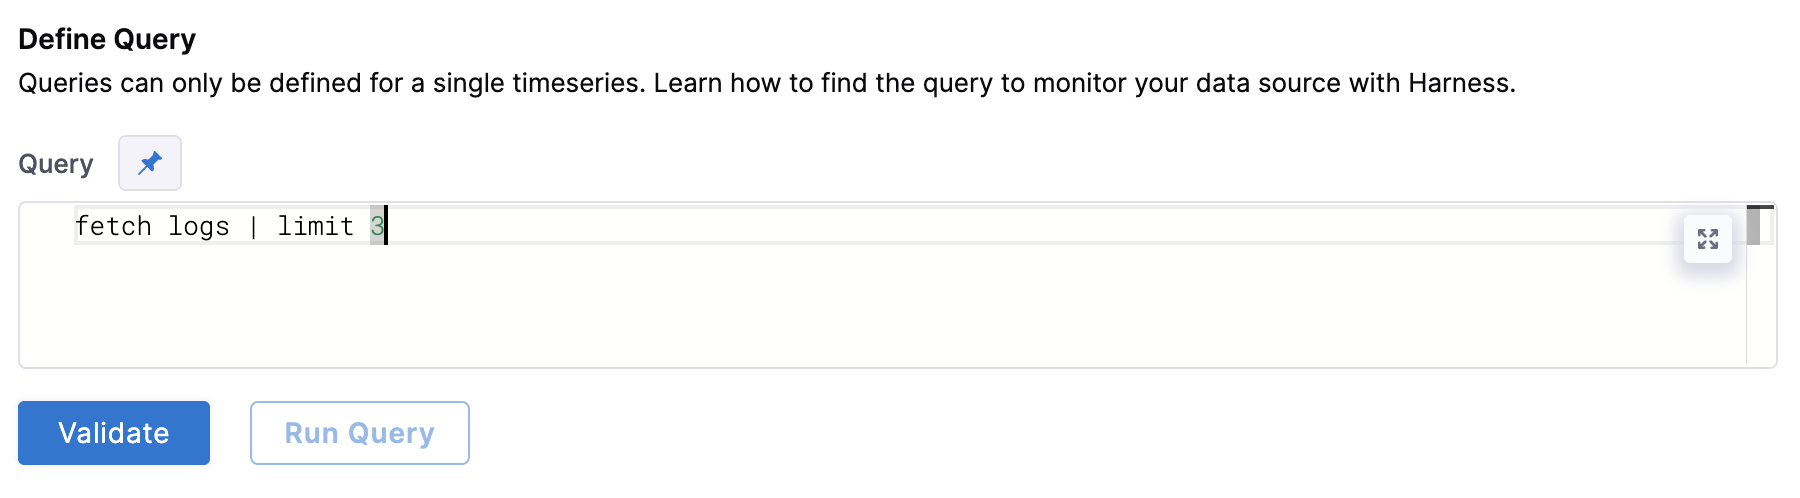 Define Query
Queries can only be defined for a single timeseries. Learn how to find the query to monitor your data source with Harness.
Query
fetch logs | limit 3
Validate
Run Query